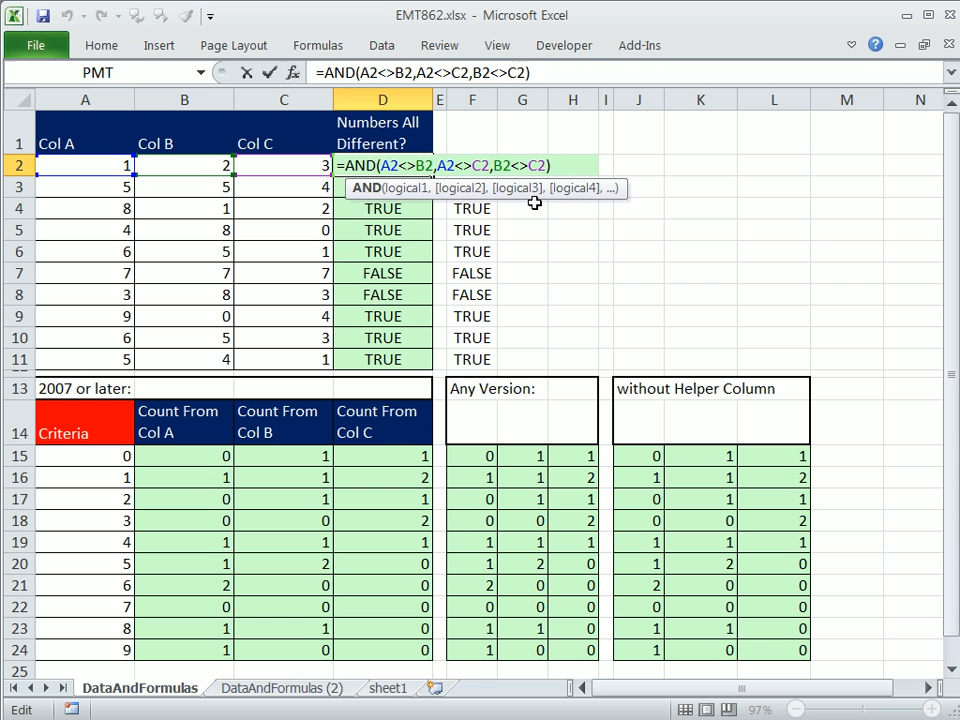 EMT862.xlsx - Microsoft Excel
File Home Insert Page Layout Formulas Data Review View Developer Add-Ins
PMT =AND(A2<>B2,A2<>C2,B2<>C2)
A B C D E F G H I J K L M N
1 Col A Col B Col C Numbers All
Different?
2 1 2 3 =AND(A2<>B2,A2<>C2,B2<>C2)
AND(logical1, [logical2], [logical3], [logical4], ...)
3 5 5 4
4 8 1 2 TRUE TRUE
5 4 8 0 TRUE TRUE
6 6 5 1 TRUE TRUE
7 7 7 7 FALSE FALSE
8 3 8 3 FALSE FALSE
9 9 0 4 TRUE TRUE
10 6 5 3 TRUE TRUE
11 5 4 1 TRUE TRUE
13 2007 or later: Any Version: without Helper Column
14 Criteria Count From Col A Count From Col B Count From Col C
15 0 0 1 1 0 1 1 0 1 1
16 1 1 1 2 1 1 2 1 1 2
17 2 0 1 1 0 1 1 0 1 1
18 3 0 0 2 0 0 2 0 0 2
19 4 1 1 1 1 1 1 1 1 1
20 5 1 2 0 1 2 0 1 2 0
21 6 2 0 0 2 0 0 2 0 0
22 7 0 0 0 0 0 0 0 0 0
23 8 1 1 0 1 1 0 1 1 0
24 9 1 0 0 1 0 0 1 0 0
25
DataAndFormulas DataAndFormulas (2) sheet1
Edit 97%